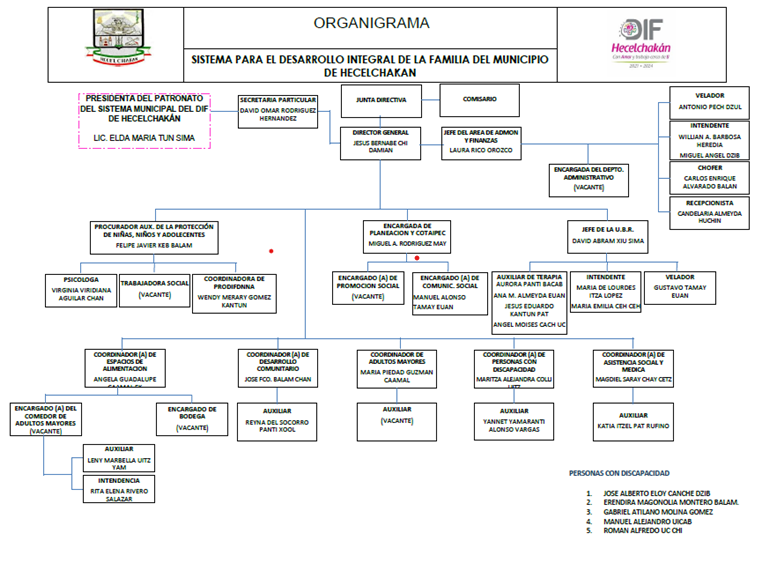 ORGANIGRAMA
HECELCHAKAN
DIF
Hecelchakán
2021 - 2024
SISTEMA PARA EL DESARROLLO INTEGRAL DE LA FAMILIA DEL MUNICIPIO
DE HECELCHAKAN
PRESIDENTA DEL PATRONATO
DEL SISTEMA MUNICIPAL DEL DIF
DE HECELCHAKÁN
LIC. ELDA MARIA TUN SIMA
SECRETARIA PARTICULAR
DAVID OMAR RODRIGUEZ
HERNANDEZ
JUNTA DIRECTIVA
COMISARIO
DIRECTOR GENERAL
JESUS BERNABE CHI
DAMIAN
JEFE DEL AREA DE ADMON
Y FINANZAS
LAURA RICO OROZCO
ENCARGADA DEL DEPTO.
ADMINISTRATIVO
(VACANTE)
VELADOR
ANTONIO PECH DZUL
INTENDENTE
WILLIAN A. BARBOSA
HEREDIA
MIGUEL ANGEL DZIB
CHOFER
CARLOS ENRIQUE
ALVARADO BALAN
RECEPCIONISTA
CANDELARIA ALMEYDA
HUCHIN
PROCURADOR AUX. DE LA PROTECCIÓN
DE NIÑAS, NIÑOS Y ADOLECENTES
FELIPE JAVIER KEB BALAM
ENCARGADA DE
PLANEACION Y COTAIPEC
MIGUEL A. RODRIGUEZ MAY
JEFE DE LA U.B.R.
DAVID ABRAM XIU SIMA
PSICOLOGA
VIRGINIA VIRIDIANA
AGUILAR CHAN
TRABAJADORA SOCIAL
(VACANTE)
COORDINADORA DE
PRODIFDNNA
WENDY MERARY GOMEZ
KANTUN
ENCARGADO (A) DE
PROMOCION SOCIAL
(VACANTE)
ENCARGADO (A) DE
COMUNIC. SOCIAL
MANUEL ALONSO
TAMAY EUAN
AUXILIAR DE TERAPIA
AURORA PANTI BACAB
ANA M. ALMEYDA EUAN
JESUS EDUARDO
KANTUN PAT
ANGEL MOISES CACH UC
INTENDENTE
MARIA DE LOURDES
ITZA LOPEZ
MARIA EMILIA CEH CEH
VELADOR
GUSTAVO TAMAY
EUAN
COORDINADOR (A) DE
ESPACIOS DE
ALIMENTACION
ANGELA GUADALUPE
COORDINADOR (A) DE
DESARROLLO
COMUNITARIO
JOSE FCO. BALAM CHAN
COORDINADOR DE
ADULTOS MAYORES
MARIA PIEDAD GUZMAN
CAAMAL
COORDINADOR (A) DE
PERSONAS CON
DISCAPACIDAD
MARITZA ALEJANDRA COLLI
COORDINADOR (A) DE
ASISTENCIA SOCIAL Y
MEDICA
MAGDIEL SARAY CHAY CETZ
ENCARGADO (A) DEL
COMEDOR DE
ADULTOS MAYORES
(VACANTE)
ENCARGADO DE
BODEGA
(VACANTE)
AUXILIAR
REYNA DEL SOCORRO
PANTI XOOL
AUXILIAR
(VACANTE)
AUXILIAR
YANNET YAMARANTI
ALONSO VARGAS
AUXILIAR
KATIA ITZEL PAT RUFINO
AUXILIAR
LENY MARBELLA UITZ
YAM
INTENDENCIA
RITA ELENA RIVERO
SALAZAR
PERSONAS CON DISCAPACIDAD
1. JOSE ALBERTO ELOY CANCHE DZIB
2. ERENDIRA MAGONOLIA MONTERO BALAM.
3. GABRIEL ATILANO MOLINA GOMEZ
4. MANUEL ALEJANDRO UICAB
5. ROMAN ALFREDO UC CHI